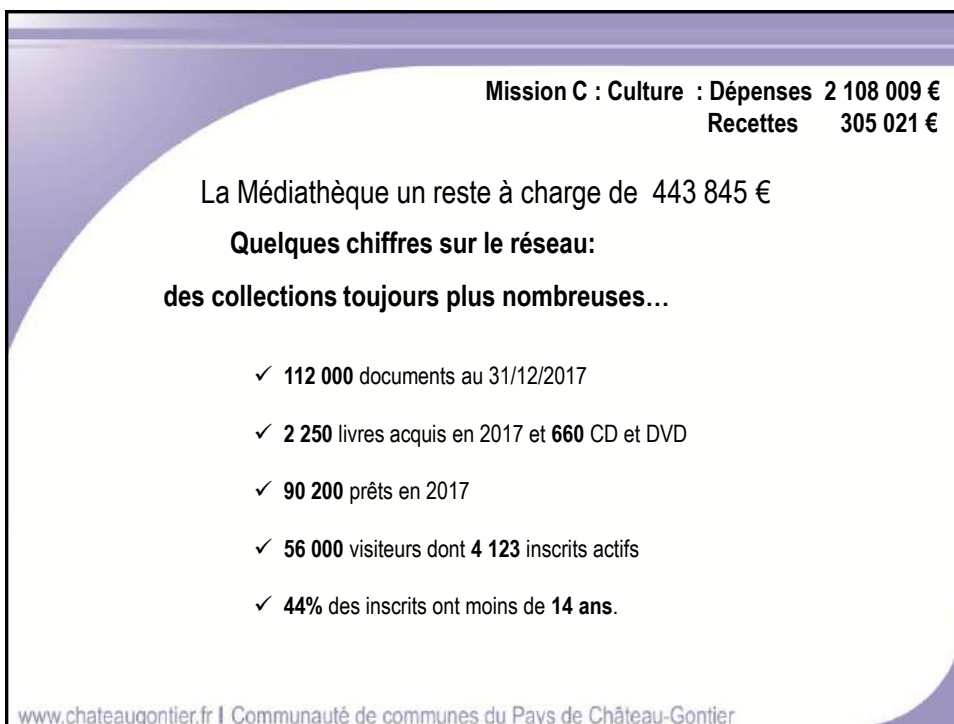 Mission C : Culture : Dépenses 2 108 009 €
Recettes 305 021 €
La Médiathèque un reste à charge de 443 845 €
Quelques chiffres sur le réseau:
des collections toujours plus nombreuses…
✓ 112 000 documents au 31/12/2017
✓ 2 250 livres acquis en 2017 et 660 CD et DVD
✓ 90 200 prêts en 2017
✓ 56 000 visiteurs dont 4 123 inscrits actifs
✓ 44% des inscrits ont moins de 14 ans.
www.chateaugontier.fr I Communauté de communes du Pays de Château-Gontier